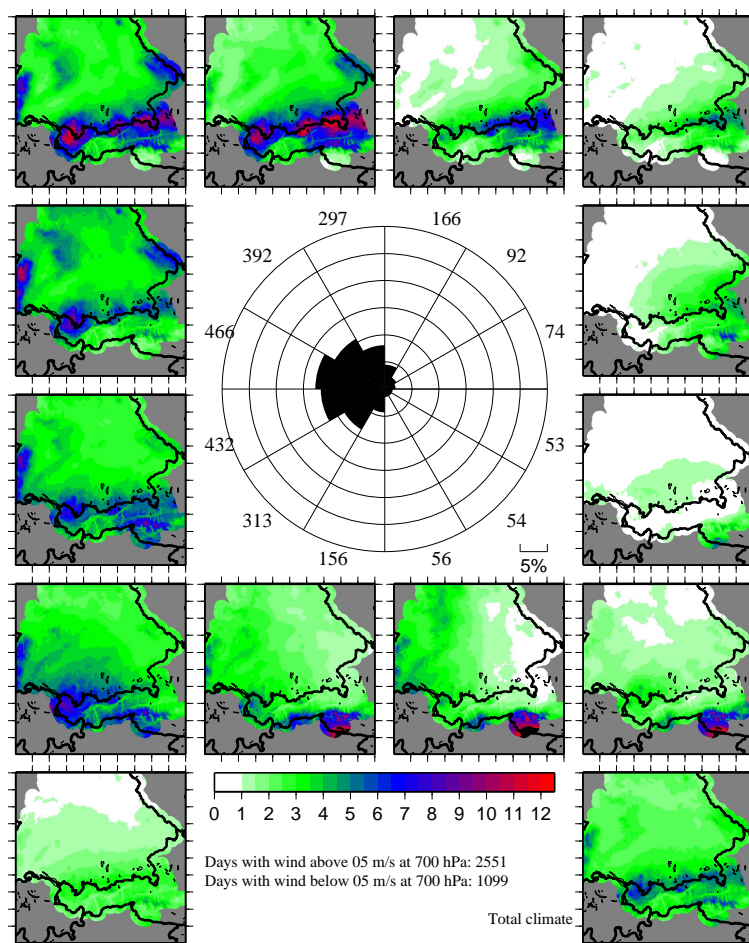 297 166
392 92
466 74
432 53
313 54
156 56
5%
0 1 2 3 4 5 6 7 8 9 10 11 12
Days with wind above 05 m/s at 700 hPa: 2551
Days with wind below 05 m/s at 700 hPa: 1099
Total climate